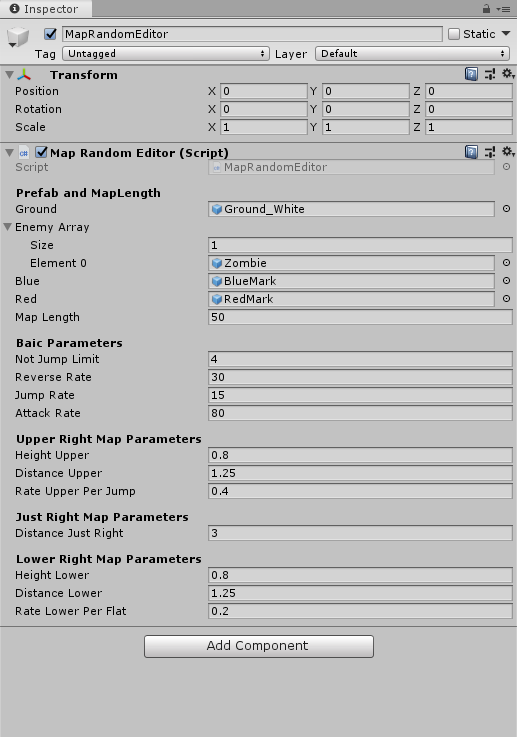 Inspector
MapRandomEditor Static
Tag Untagged Layer Default
Transform
Position X 0 Y 0 Z 0
Rotation X 0 Y 0 Z 0
Scale X 1 Y 1 Z 1
Map Random Editor (Script)
Script MapRandomEditor
Prefab and MapLength
Ground Ground_White
Enemy Array
Size 1
Element 0 Zombie
Blue BlueMark
Red RedMark
Map Length 50
Baic Parameters
Not Jump Limit 4
Reverse Rate 30
Jump Rate 15
Attack Rate 80
Upper Right Map Parameters
Height Upper 0.8
Distance Upper 1.25
Rate Upper Per Jump 0.4
Just Right Map Parameters
Distance Just Right 3
Lower Right Map Parameters
Height Lower 0.8
Distance Lower 1.25
Rate Lower Per Flat 0.2
Add Component